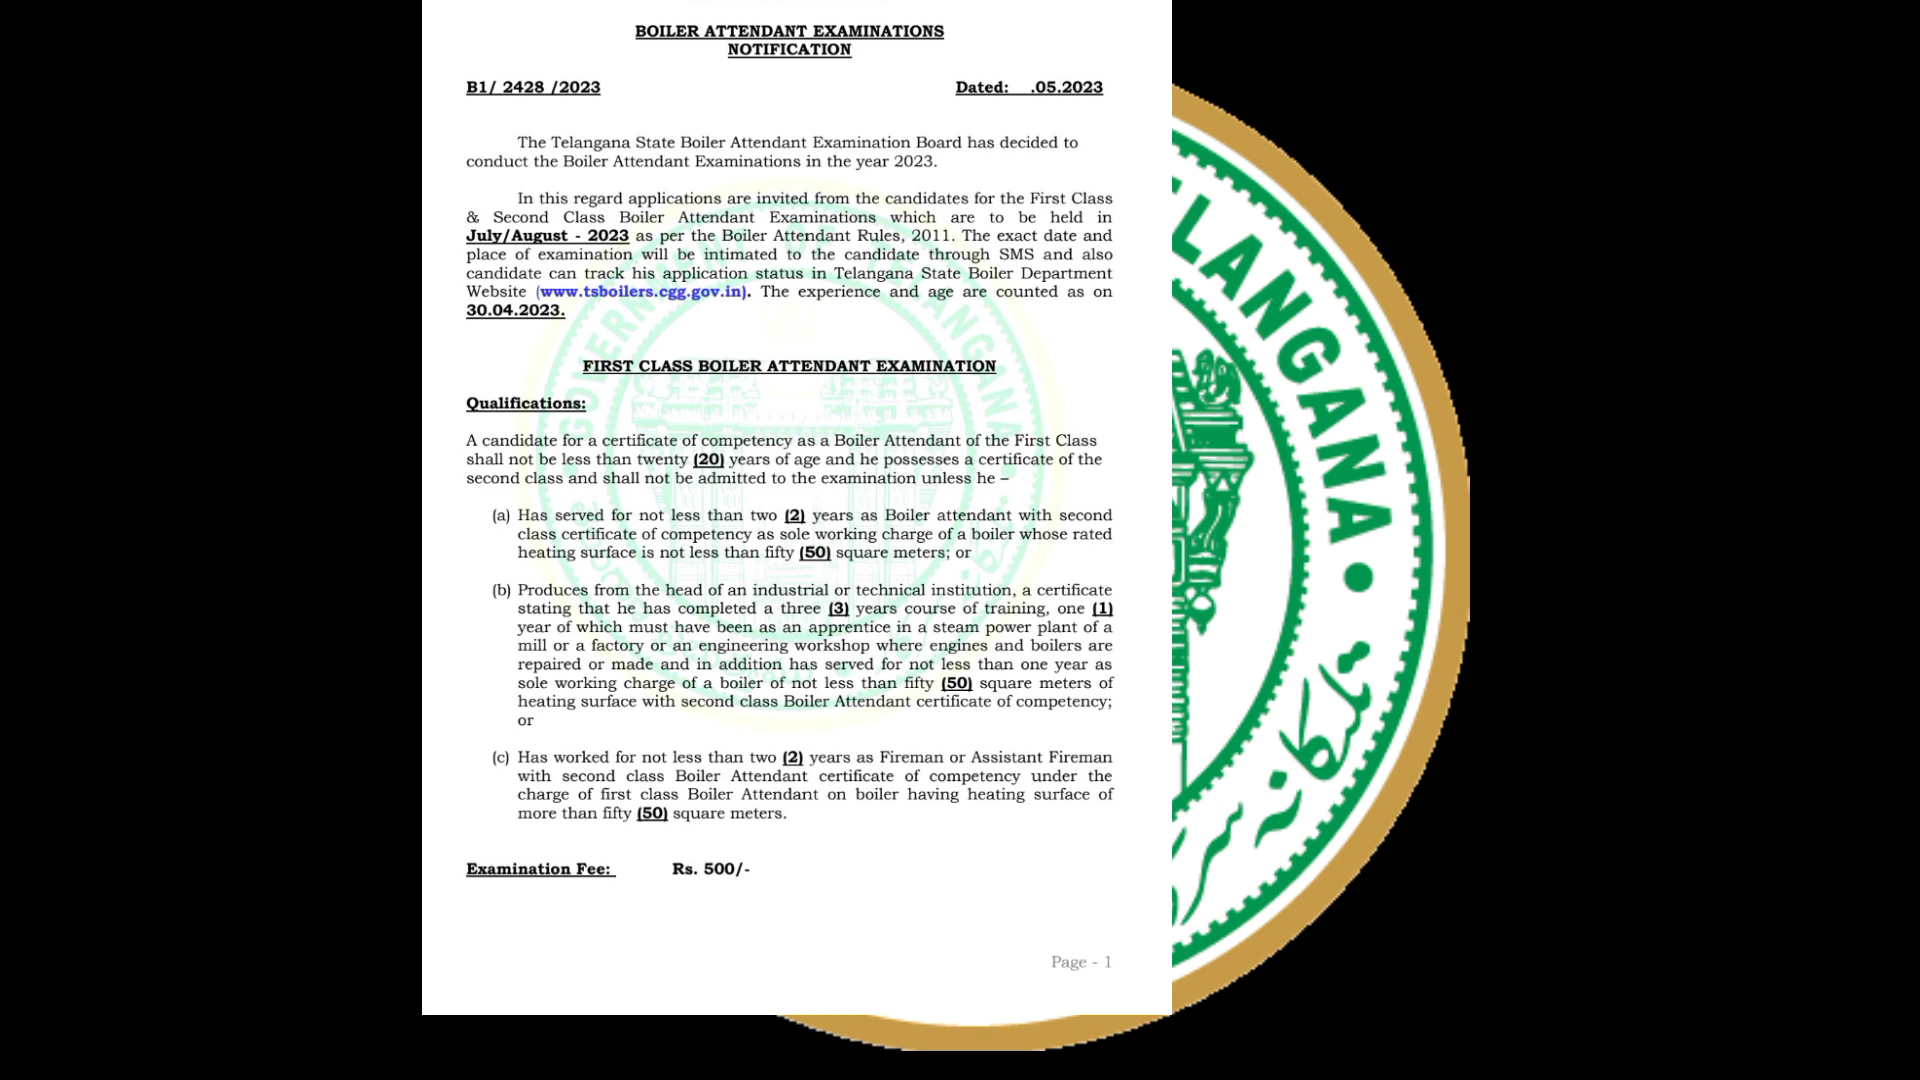 BOILER ATTENDANT EXAMINATIONS
NOTIFICATION
B1/ 2428 /2023 Dated: .05.2023
The Telangana State Boiler Attendant Examination Board has decided to
conduct the Boiler Attendant Examinations in the year 2023.
In this regard applications are invited from the candidates for the First Class
& Second Class Boiler Attendant Examinations which are to be held in
July/August - 2023 as per the Boiler Attendant Rules, 2011. The exact date and
place of examination will be intimated to the candidate through SMS and also
candidate can track his application status in Telangana State Boiler Department
Website (www.tsboilers.cgg.gov.in). The experience and age are counted as on
30.04.2023.
FIRST CLASS BOILER ATTENDANT EXAMINATION
Qualifications:
A candidate for a certificate of competency as a Boiler Attendant of the First Class
shall not be less than twenty (20) years of age and he possesses a certificate of the
second class and shall not be admitted to the examination unless he –
(a) Has served for not less than two (2) years as Boiler attendant with second
class certificate of competency as sole working charge of a boiler whose rated
heating surface is not less than fifty (50) square meters; or
(b) Produces from the head of an industrial or technical institution, a certificate
stating that he has completed a three (3) years course of training, one (1)
year of which must have been as an apprentice in a steam power plant of a
mill or a factory or an engineering workshop where engines and boilers are
repaired or made and in addition has served for not less than one year as
sole working charge of a boiler of not less than fifty (50) square meters of
heating surface with second class Boiler Attendant certificate of competency;
or
(c) Has worked for not less than two (2) years as Fireman or Assistant Fireman
with second class Boiler Attendant certificate of competency under the
charge of first class Boiler Attendant on boiler having heating surface of
more than fifty (50) square meters.
Examination Fee: Rs. 500/-
Page - 1
GOVERNMENT OF TELANGANA
LANGANA
تلنگانہ